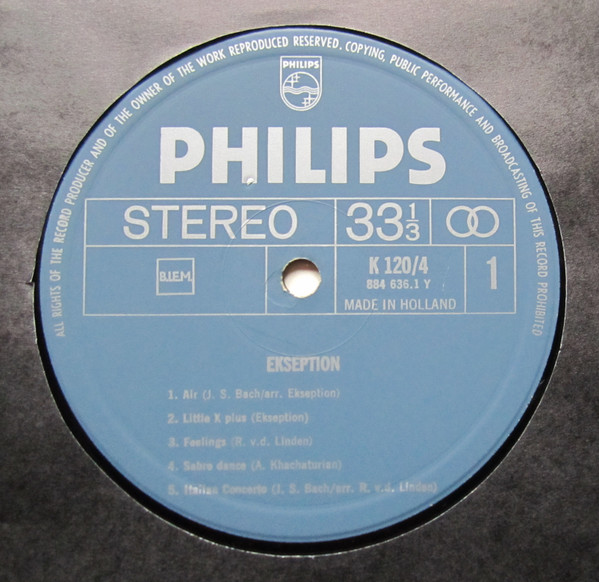 ALL RIGHTS OF THE RECORD PRODUCER AND OF THE OWNER OF THE WORK REPRODUCED RESERVED. COPYING, PUBLIC PERFORMANCE AND BROADCASTING OF THIS RECORD PROHIBITED
PHILIPS
PHILIPS
STEREO 33 1/3
B.I.E.M. K 120/4 1
884 636.1 Y
MADE IN HOLLAND
EKSEPTION
1. Air (J. S. Bach/arr. Ekseption)
2. Little X plus (Ekseption)
3. Feelings (R. v.d. Linden)
4. Sabre dance (A. Khachaturian)
5. Italian Concerto (J. S. Bach/arr. R. v.d. Linden)